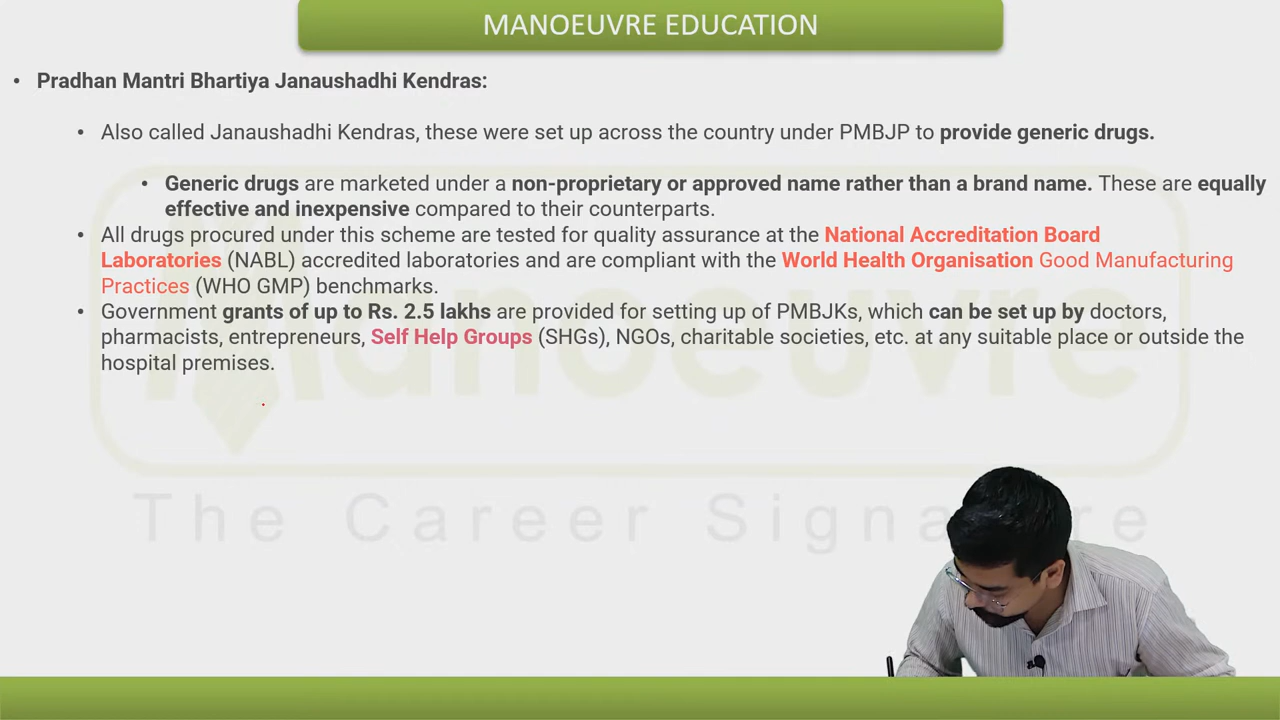 MANOEUVRE EDUCATION
• Pradhan Mantri Bhartiya Janaushadhi Kendras:
• Also called Janaushadhi Kendras, these were set up across the country under PMBJP to provide generic drugs.
• Generic drugs are marketed under a non-proprietary or approved name rather than a brand name. These are equally
effective and inexpensive compared to their counterparts.
• All drugs procured under this scheme are tested for quality assurance at the National Accreditation Board
Laboratories (NABL) accredited laboratories and are compliant with the World Health Organisation Good Manufacturing
Practices (WHO GMP) benchmarks.
• Government grants of up to Rs. 2.5 lakhs are provided for setting up of PMBJKs, which can be set up by doctors,
pharmacists, entrepreneurs, Self Help Groups (SHGs), NGOs, charitable societies, etc. at any suitable place or outside the
hospital premises.
Manoeuvre
The Career Signature